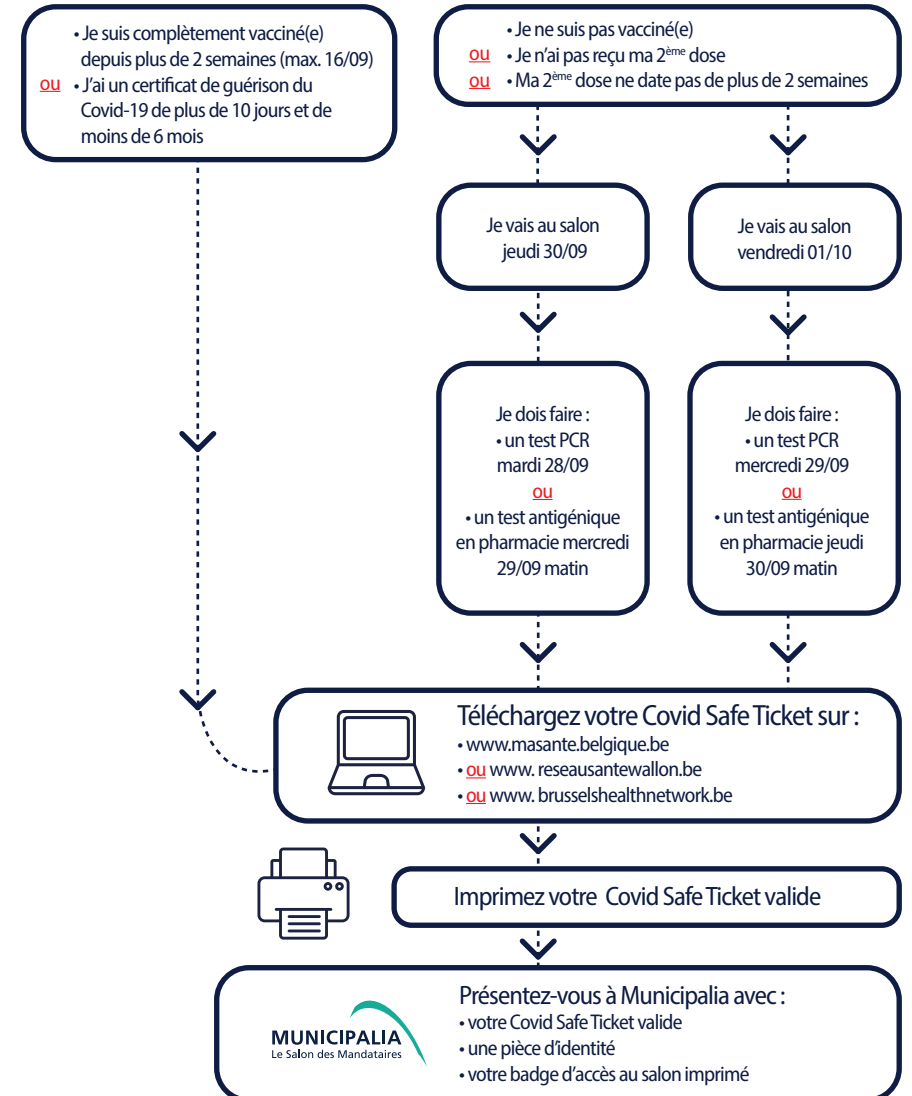 • Je suis complètement vacciné(e)
depuis plus de 2 semaines (max. 16/09)
ou • J'ai un certificat de guérison du
Covid-19 de plus de 10 jours et de
moins de 6 mois
• Je ne suis pas vacciné(e)
ou • Je n'ai pas reçu ma 2ème dose
ou • Ma 2ème dose ne date pas de plus de 2 semaines
Je vais au salon
jeudi 30/09
Je vais au salon
vendredi 01/10
Je dois faire :
• un test PCR
mardi 28/09
ou
• un test antigénique
en pharmacie mercredi
29/09 matin
Je dois faire :
• un test PCR
mercredi 29/09
ou
• un test antigénique
en pharmacie jeudi
30/09 matin
Téléchargez votre Covid Safe Ticket sur :
• www.masante.belgique.be
• ou www. reseausantewallon.be
• ou www. brusselshealthnetwork.be
Imprimez votre Covid Safe Ticket valide
MUNICIPALIA
Le Salon des Mandataires
Présentez-vous à Municipalia avec :
• votre Covid Safe Ticket valide
• une pièce d'identité
• votre badge d'accès au salon imprimé